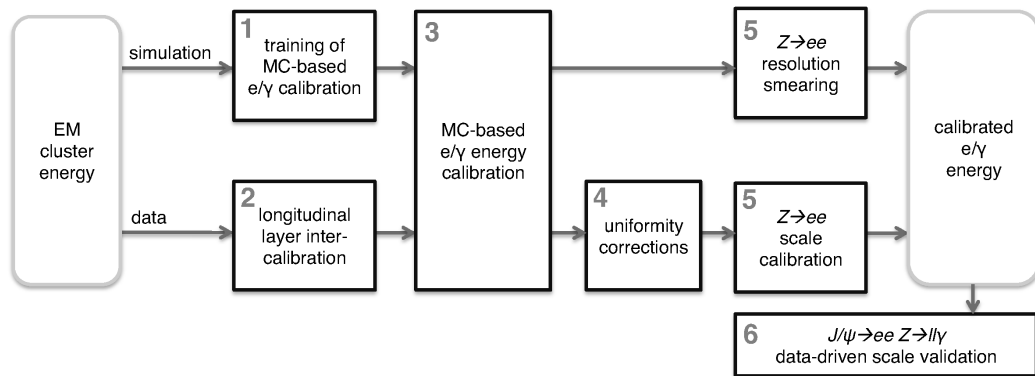 EM
cluster
energy
simulation
data
1
training of
MC-based
e/γ calibration
2
longitudinal
layer inter-
calibration
3
MC-based
e/γ energy
calibration
4
uniformity
corrections
5
Z→ee
resolution
smearing
5
Z→ee
scale
calibration
calibrated
e/γ
energy
6
J/ψ→ee Z→llγ
data-driven scale validation